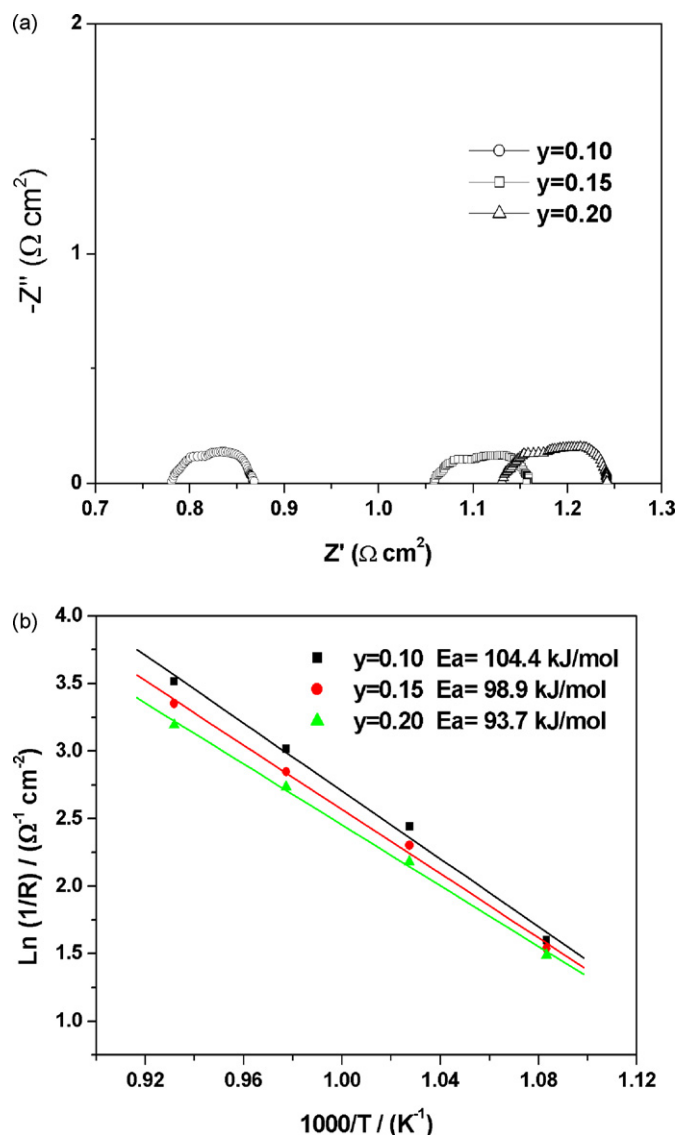 (a)
2
1
0
-Z'' (Ω cm²)
y=0.10
y=0.15
y=0.20
0.7 0.8 0.9 1.0 1.1 1.2 1.3
Z' (Ω cm²)
(b)
4.0
3.5
3.0
2.5
2.0
1.5
1.0
Ln (1/R) / (Ω⁻¹ cm⁻²)
y=0.10 Ea= 104.4 kJ/mol
y=0.15 Ea= 98.9 kJ/mol
y=0.20 Ea= 93.7 kJ/mol
0.92 0.96 1.00 1.04 1.08 1.12
1000/T / (K⁻¹)